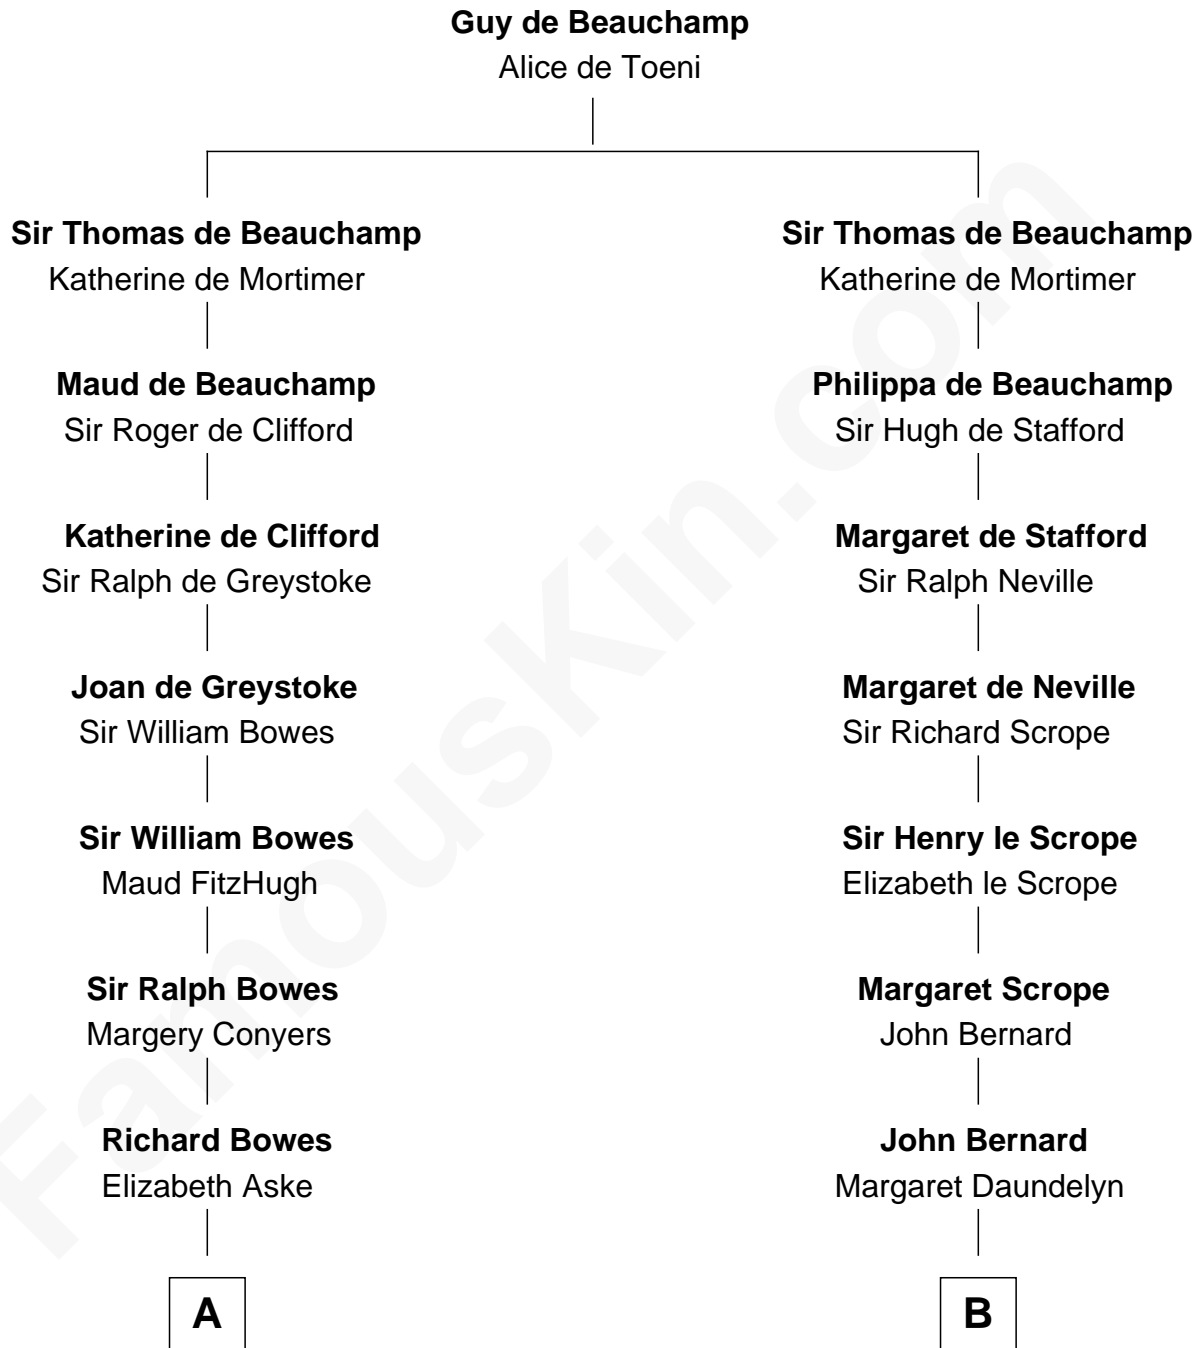 Guy de Beauchamp
Alice de Toeni
Sir Thomas de Beauchamp
Katherine de Mortimer
Maud de Beauchamp
Sir Roger de Clifford
Katherine de Clifford
Sir Ralph de Greystoke
Joan de Greystoke
Sir William Bowes
Sir William Bowes
Maud FitzHugh
Sir Ralph Bowes
Margery Conyers
Richard Bowes
Elizabeth Aske
A
Sir Thomas de Beauchamp
Katherine de Mortimer
Philippa de Beauchamp
Sir Hugh de Stafford
Margaret de Stafford
Sir Ralph Neville
Margaret de Neville
Sir Richard Scrope
Sir Henry le Scrope
Elizabeth le Scrope
Margaret Scrope
John Bernard
John Bernard
Margaret Daundelyn
B
FamousKin.com